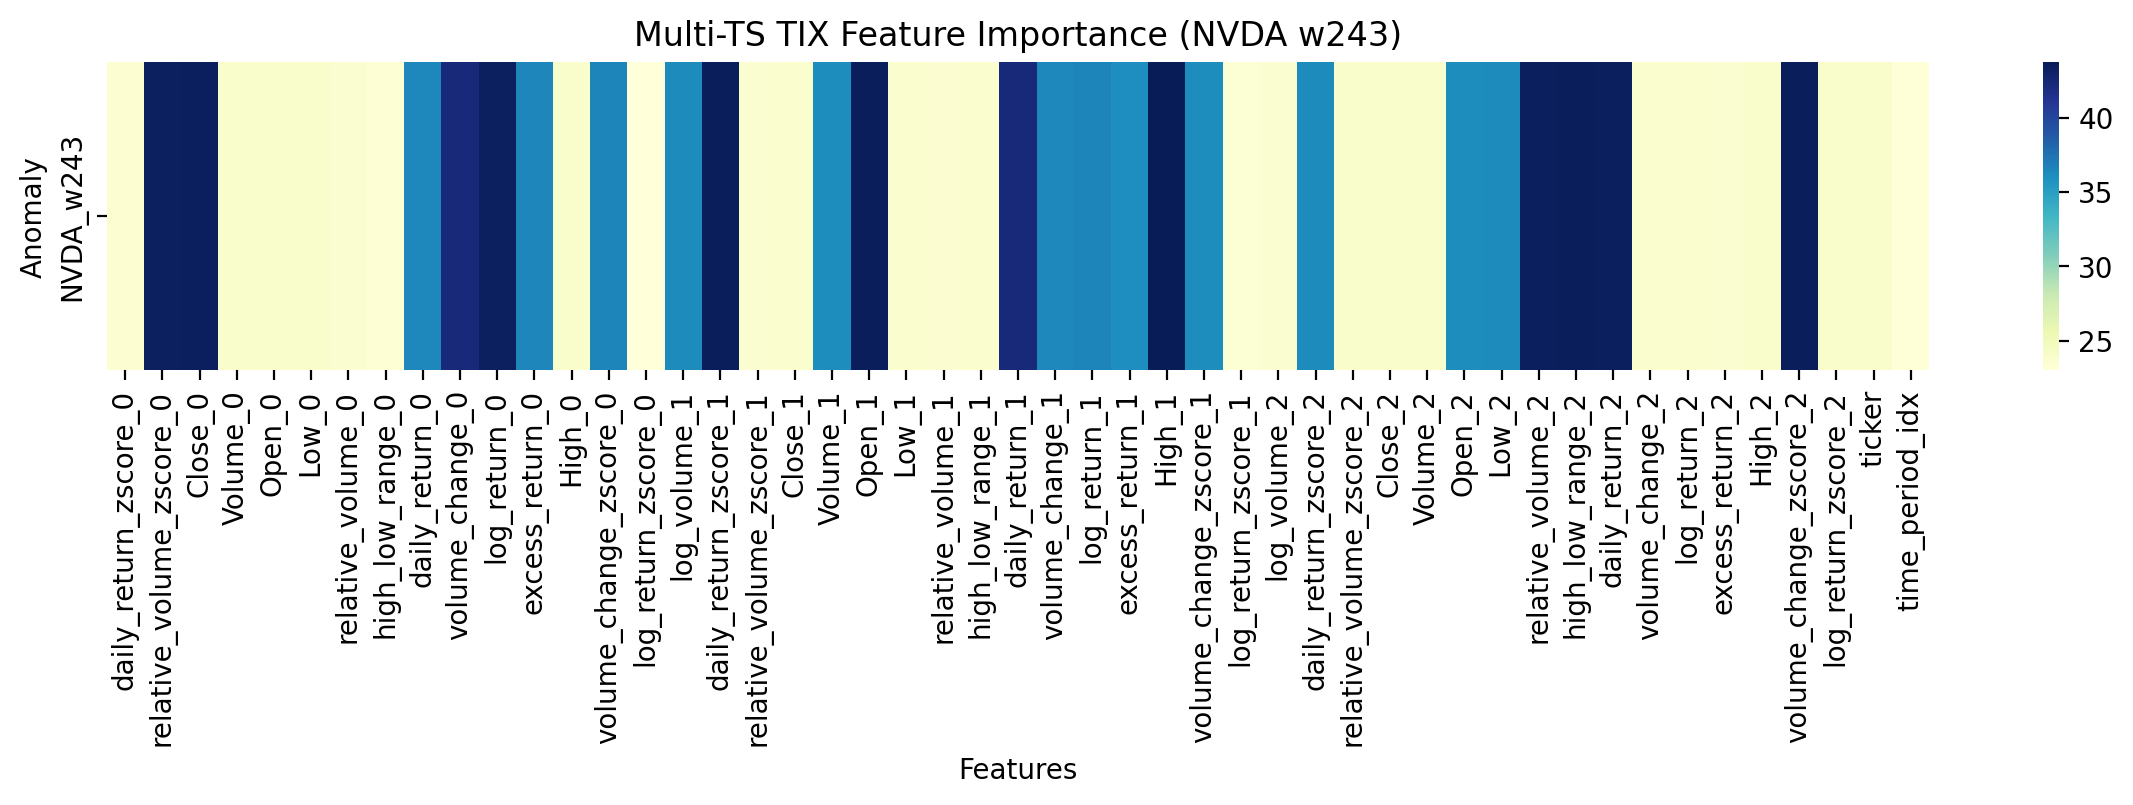 Multi-TS TIX Feature Importance (NVDA w243)
Anomaly
NVDA_w243
40
35
30
25
daily_return_zscore_0
relative_volume_zscore_0
Close_0
Volume_0
Open_0
Low_0
relative_volume_0
high_low_range_0
daily_return_0
volume_change_0
log_return_0
excess_return_0
High_0
volume_change_zscore_0
log_return_zscore_0
log_volume_1
daily_return_zscore_1
relative_volume_zscore_1
Close_1
Volume_1
Open_1
Low_1
relative_volume_1
high_low_range_1
daily_return_1
volume_change_1
log_return_1
excess_return_1
High_1
volume_change_zscore_1
log_return_zscore_1
log_volume_2
daily_return_zscore_2
relative_volume_zscore_2
Close_2
Volume_2
Open_2
Low_2
relative_volume_2
high_low_range_2
daily_return_2
volume_change_2
log_return_2
excess_return_2
High_2
volume_change_zscore_2
log_return_zscore_2
ticker
time_period_idx
Features